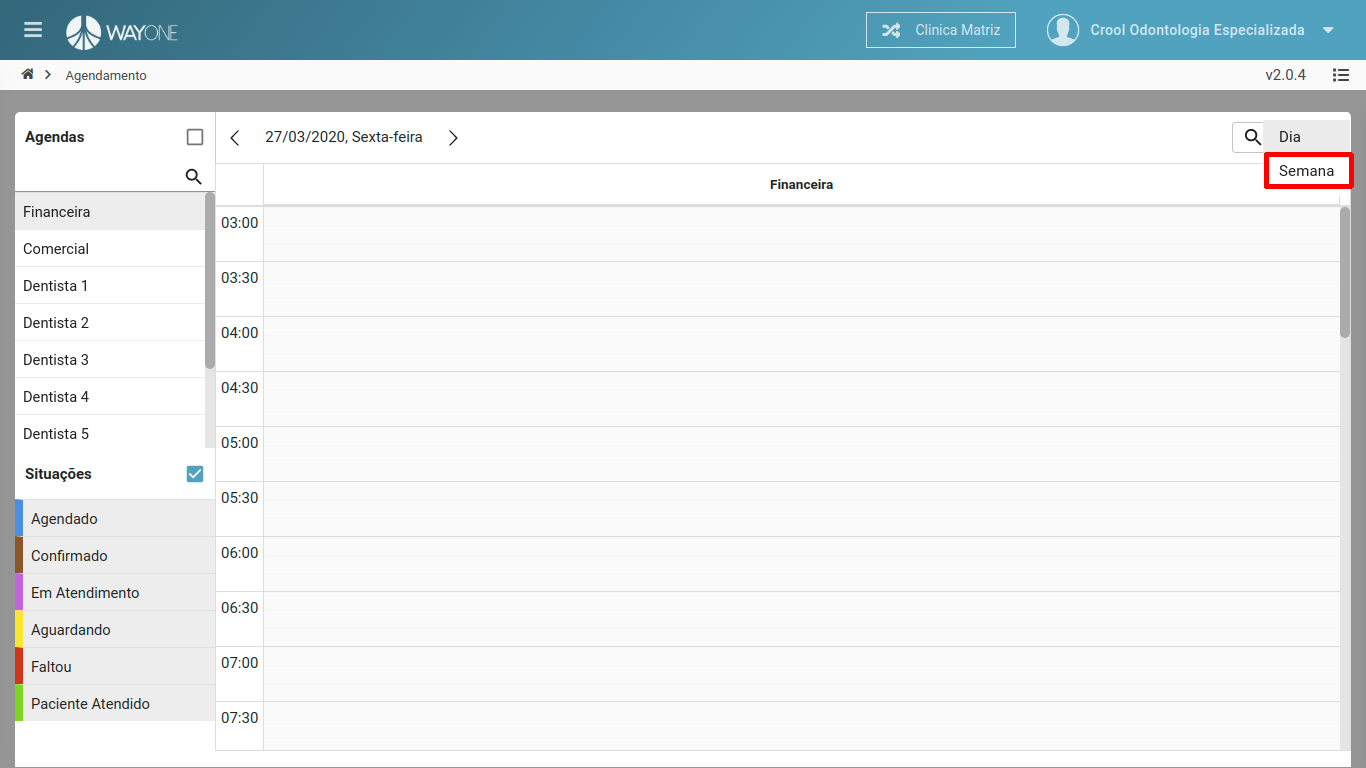 WAYONE
Clinica Matriz
Crool Odontologia Especializada
Agendamento
v2.0.4
Agendas
27/03/2020, Sexta-feira
Dia
Semana
Financeira
Financeira
Comercial
Dentista 1
Dentista 2
Dentista 3
Dentista 4
Dentista 5
Situações
Agendado
Confirmado
Em Atendimento
Aguardando
Faltou
Paciente Atendido
03:00
03:30
04:00
04:30
05:00
05:30
06:00
06:30
07:00
07:30